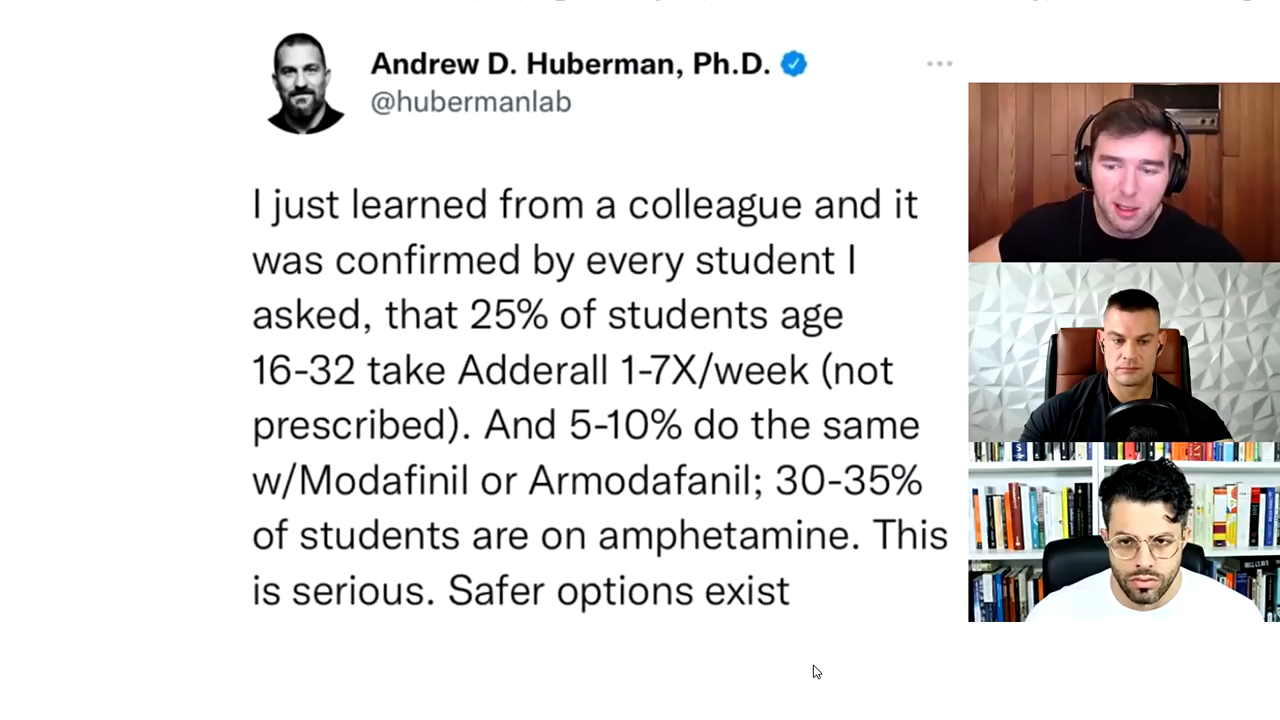 Andrew D. Huberman, Ph.D.
@hubermanlab
I just learned from a colleague and it
was confirmed by every student I
asked, that 25% of students age
16-32 take Adderall 1-7X/week (not
prescribed). And 5-10% do the same
w/Modafinil or Armodafanil; 30-35%
of students are on amphetamine. This
is serious. Safer options exist